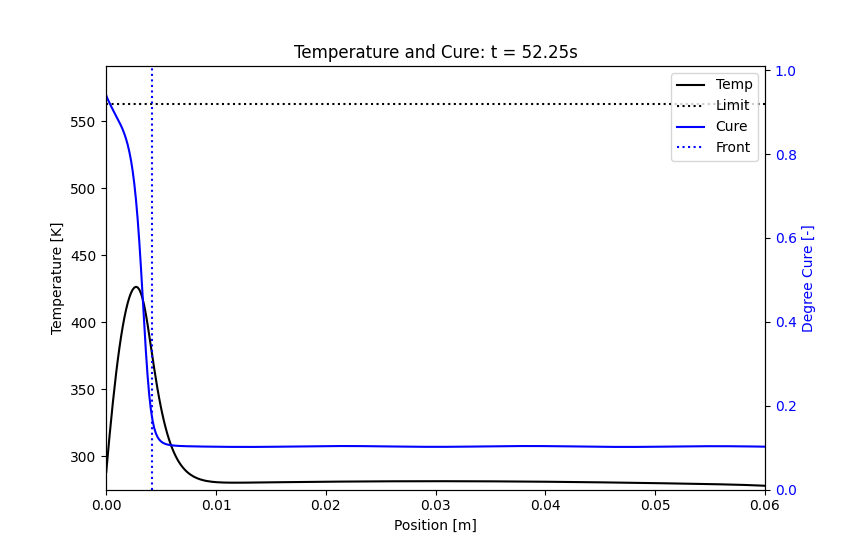 Temperature and Cure: t = 52.25s
Temp
Limit
Cure
Front
Temperature [K]
550
500
450
400
350
300
1.0
0.8
0.6
0.4
0.2
0.0
Degree Cure [-]
0.00 0.01 0.02 0.03 0.04 0.05 0.06
Position [m]